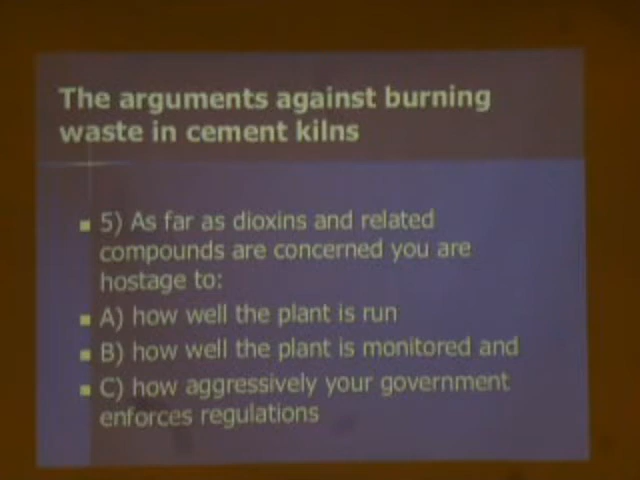 The arguments against burning
waste in cement kilns
5) As far as dioxins and related
compounds are concerned you are
hostage to:
A) how well the plant is run
B) how well the plant is monitored and
C) how aggressively your government
enforces regulations